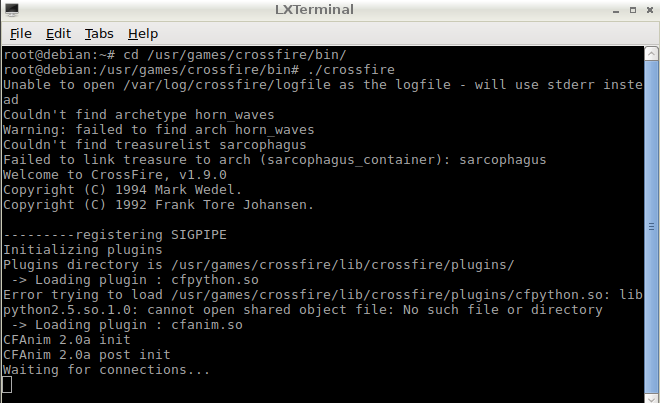 LXTerminal
File Edit Tabs Help
root@debian:~# cd /usr/games/crossfire/bin/
root@debian:/usr/games/crossfire/bin# ./crossfire
Unable to open /var/log/crossfire/logfile as the logfile - will use stderr inste
ad
Couldn't find archetype horn_waves
Warning: failed to find arch horn_waves
Couldn't find treasurelist sarcophagus
Failed to link treasure to arch (sarcophagus_container): sarcophagus
Welcome to CrossFire, v1.9.0
Copyright (C) 1994 Mark Wedel.
Copyright (C) 1992 Frank Tore Johansen.
---------registering SIGPIPE
Initializing plugins
Plugins directory is /usr/games/crossfire/lib/crossfire/plugins/
 -> Loading plugin : cfpython.so
Error trying to load /usr/games/crossfire/lib/crossfire/plugins/cfpython.so: lib
python2.5.so.1.0: cannot open shared object file: No such file or directory
 -> Loading plugin : cfanim.so
CFAnim 2.0a init
CFAnim 2.0a post init
Waiting for connections...